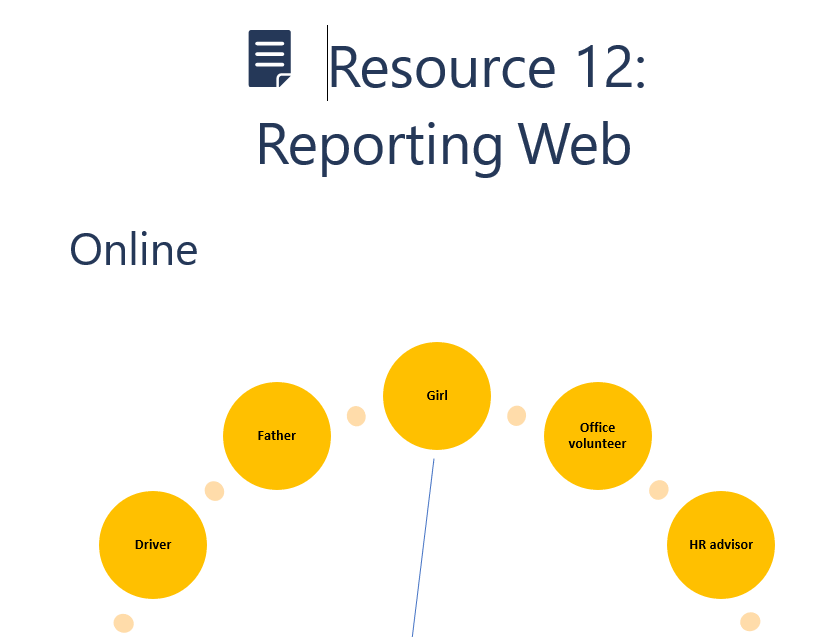 Resource 12:
Reporting Web
Online
Girl
Father
Office
volunteer
Driver
HR advisor